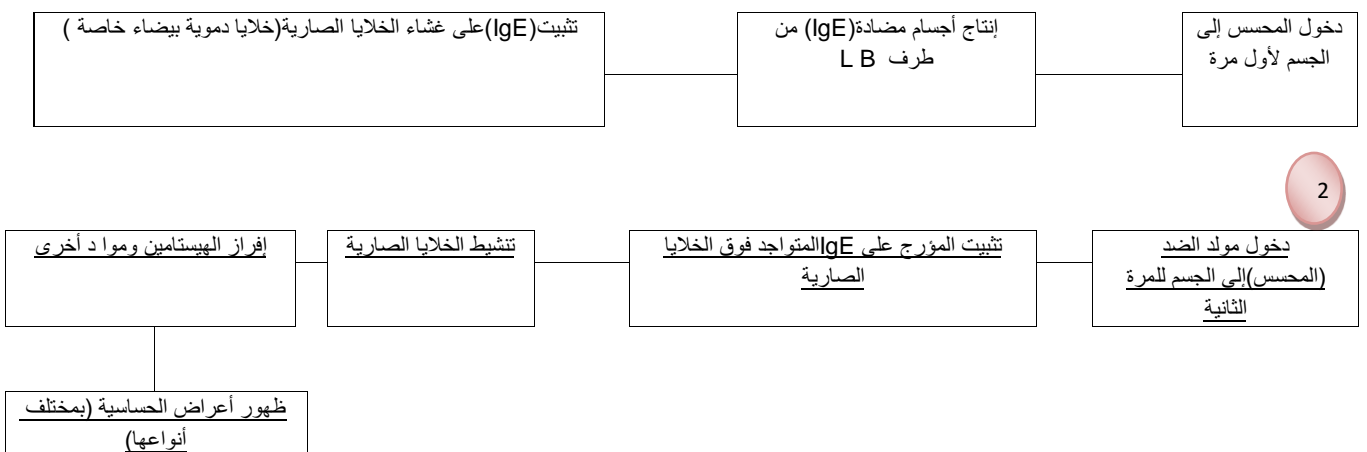 دخول المحسس إلى
الجسم لأول مرة
إنتاج أجسام مضادة(IgE) من
طرف L B
تثبيت(IgE)على غشاء الخلايا الصارية(خلايا دموية بيضاء خاصة )
2
دخول مولد الضد
(المحسس)إلى الجسم للمرة
الثانية
تثبيت المؤرج على IgEالمتواجد فوق الخلايا
الصارية
تنشيط الخلايا الصارية
إفراز الهيستامين وموا د أخرى
ظهور أعراض الحساسية (بمختلف
أنواعها)